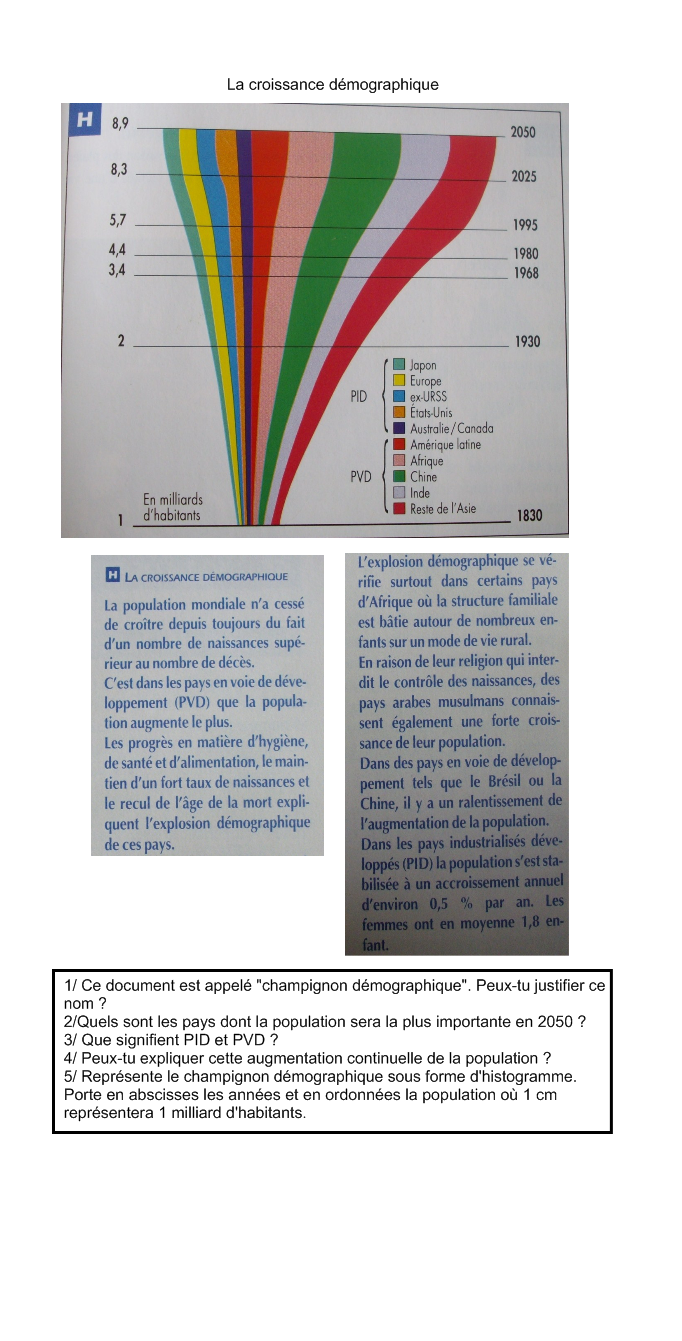 La croissance démographique
H
8,9
2050
8,3
2025
5,7
1995
4,4
1980
3,4
1968
2
1930
PID
Japon
Europe
ex-URSS
États-Unis
Australie/Canada
PVD
Amérique latine
Afrique
Chine
Inde
Reste de l'Asie
En milliards
d'habitants
1
1830
H LA CROISSANCE DÉMOGRAPHIQUE
La population mondiale n'a cessé
de croître depuis toujours du fait
d'un nombre de naissances supé-
rieur au nombre de décès.
C'est dans les pays en voie de déve-
loppement (PVD) que la popula-
tion augmente le plus.
Les progrès en matière d'hygiène,
de santé et d'alimentation, le main-
tien d'un fort taux de naissances et
le recul de l'âge de la mort expli-
quent l'explosion démographique
de ces pays.
L'explosion démographique se vé-
rifie surtout dans certains pays
d'Afrique où la structure familiale
est bâtie autour de nombreux en-
fants sur un mode de vie rural.
En raison de leur religion qui inter-
dit le contrôle des naissances, des
pays arabes musulmans connais-
sent également une forte crois-
sance de leur population.
Dans des pays en voie de dévelop-
pement tels que le Brésil ou la
Chine, il y a un ralentissement de
l'augmentation de la population.
Dans les pays industrialisés déve-
loppés (PID) la population s'est sta-
bilisée à un accroissement annuel
d'environ 0,5 % par an. Les
femmes ont en moyenne 1,8 en-
fant.
1/ Ce document est appelé "champignon démographique". Peux-tu justifier ce
nom ?
2/Quels sont les pays dont la population sera la plus importante en 2050 ?
3/ Que signifient PID et PVD ?
4/ Peux-tu expliquer cette augmentation continuelle de la population ?
5/ Représente le champignon démographique sous forme d'histogramme.
Porte en abscisses les années et en ordonnées la population où 1 cm
représentera 1 milliard d'habitants.